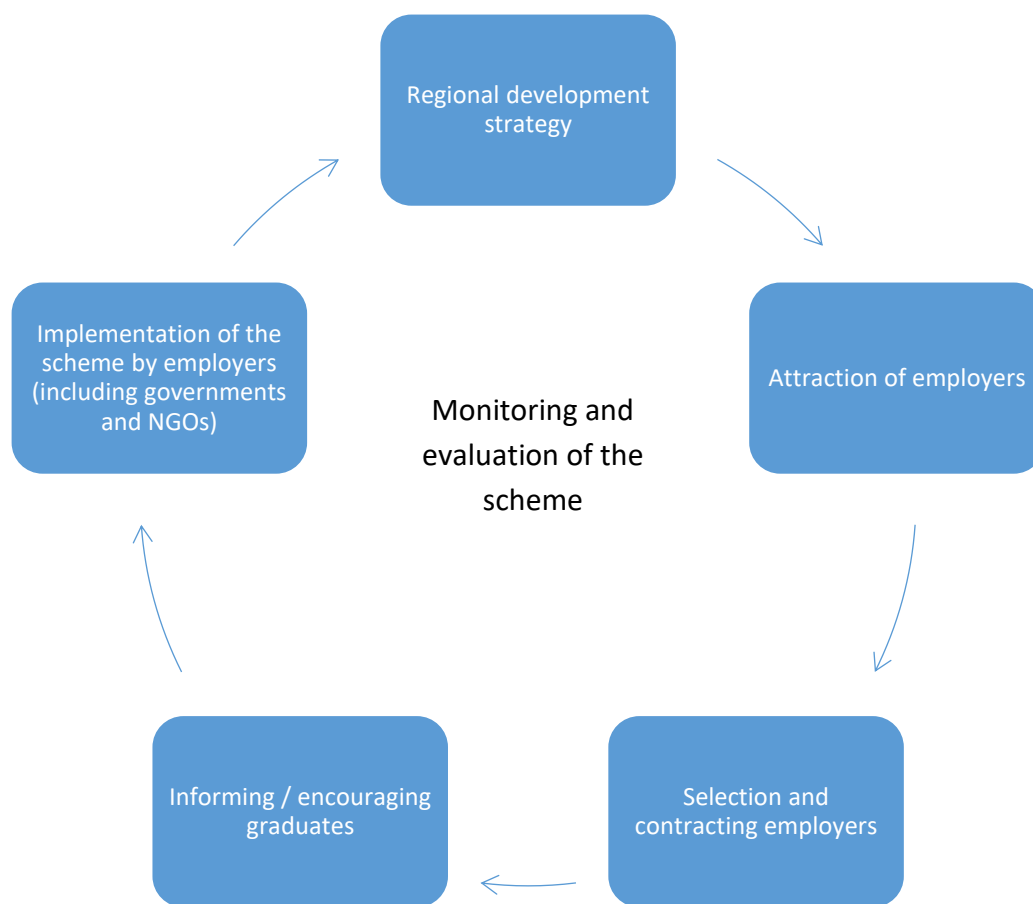 Regional development
strategy
Attraction of employers
Selection and
contracting employers
Informing / encouraging
graduates
Implementation of the
scheme by employers
(including governments
and NGOs)
Monitoring and
evaluation of the
scheme